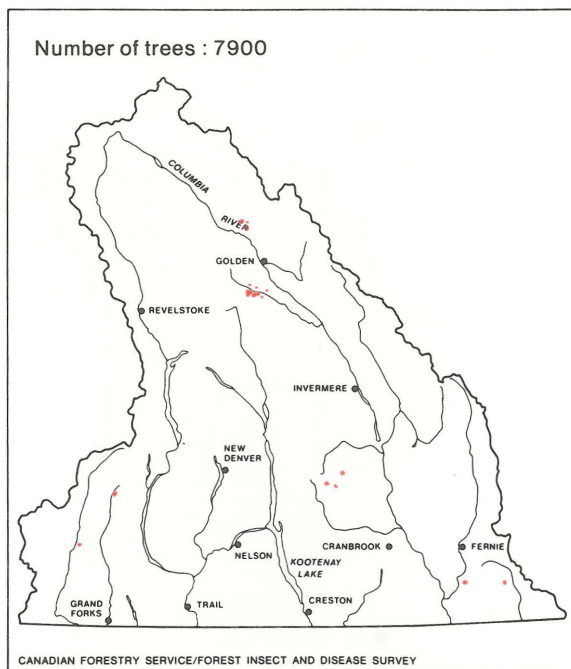 Number of trees : 7900
COLUMBIA
RIVER
GOLDEN
REVELSTOKE
INVERMERE
NEW
DENVER
NELSON
KOOTENAY
LAKE
CRANBROOK
FERNIE
GRAND
FORKS
TRAIL
CRESTON
CANADIAN FORESTRY SERVICE/FOREST INSECT AND DISEASE SURVEY